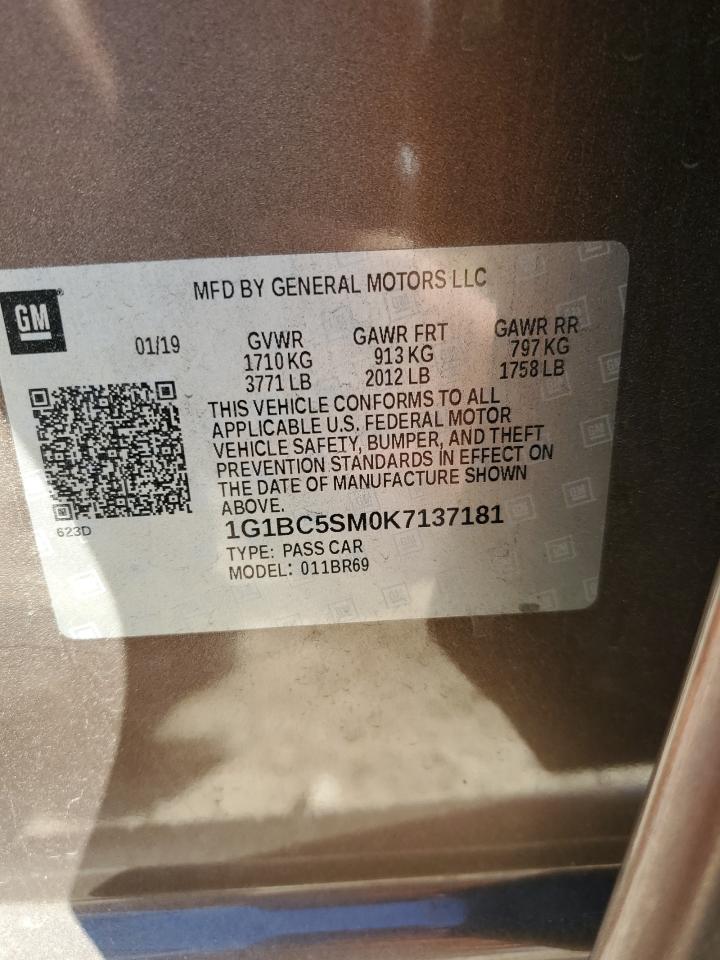 MFD BY GENERAL MOTORS LLC
GM
01/19
GVWR
1710 KG
3771 LB
GAWR FRT
913 KG
2012 LB
GAWR RR
797 KG
1758 LB
THIS VEHICLE CONFORMS TO ALL
APPLICABLE U.S. FEDERAL MOTOR
VEHICLE SAFETY, BUMPER, AND THEFT
PREVENTION STANDARDS IN EFFECT ON
THE DATE OF MANUFACTURE SHOWN
ABOVE.
623D
1G1BC5SM0K7137181
TYPE: PASS CAR
MODEL: 011BR69